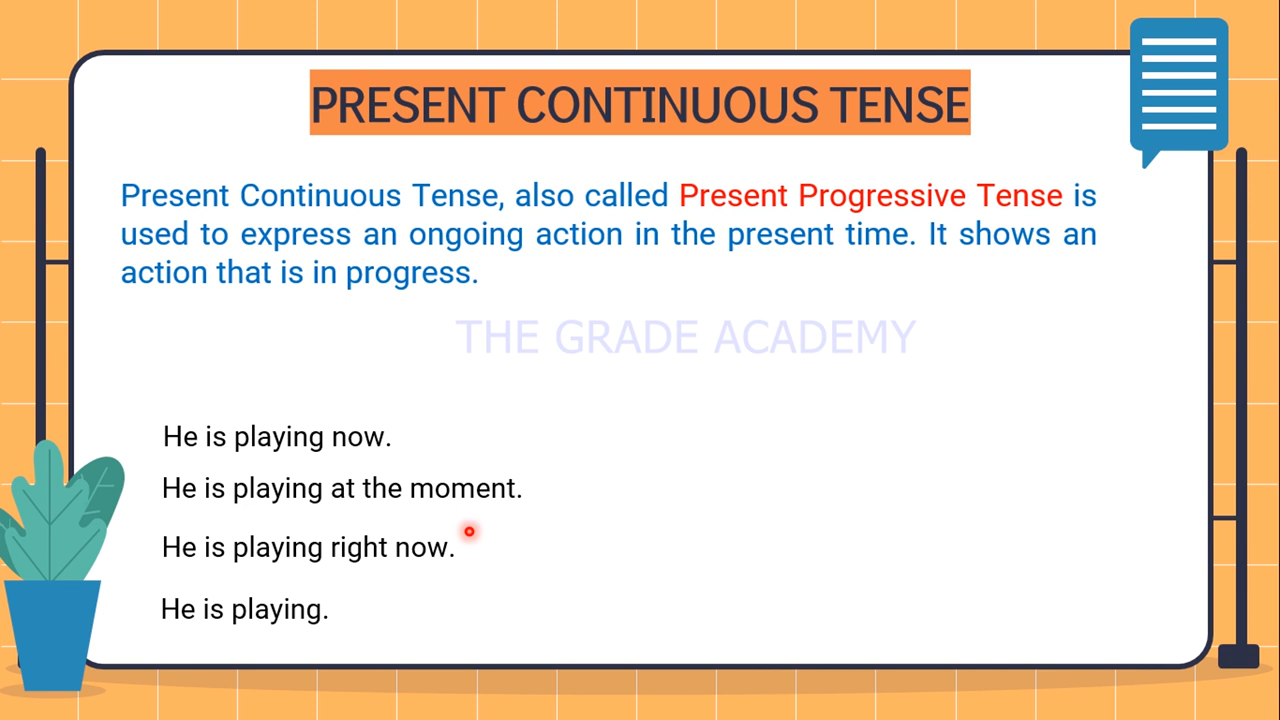 PRESENT CONTINUOUS TENSE
Present Continuous Tense, also called Present Progressive Tense is
used to express an ongoing action in the present time. It shows an
action that is in progress.
THE GRADE ACADEMY
He is playing now.
He is playing at the moment.
He is playing right now.
He is playing.